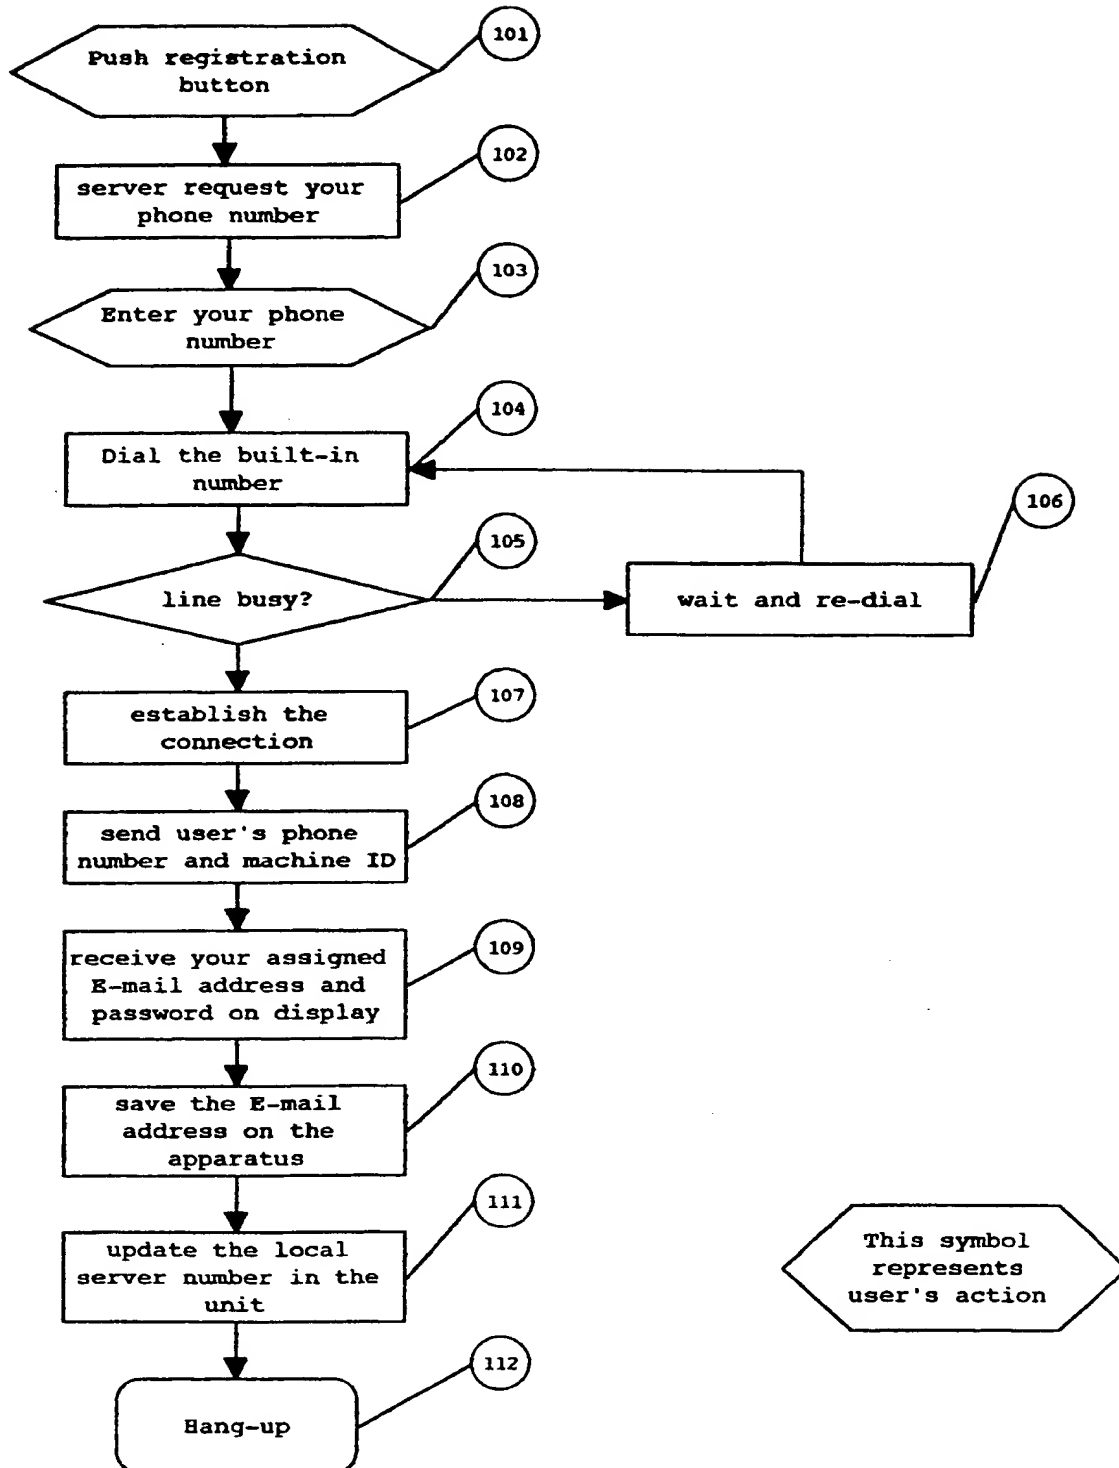 101
Push registration
button
102
server request your
phone number
103
Enter your phone
number
104
Dial the built-in
number
105
106
line busy?
wait and re-dial
107
establish the
connection
108
send user's phone
number and machine ID
109
receive your assigned
E-mail address and
password on display
110
save the E-mail
address on the
apparatus
111
update the local
server number in the
unit
This symbol
represents
user's action
112
Hang-up